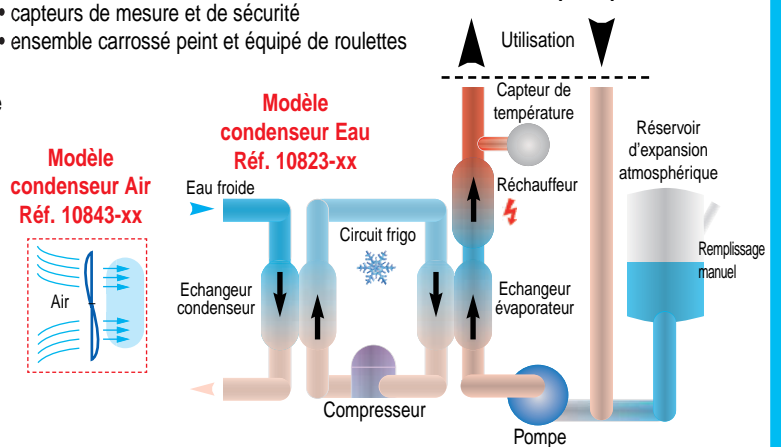 • capteurs de mesure et de sécurité
• ensemble carrossé peint et équipé de roulettes
Utilisation
Capteur de
température
Modèle
condenseur Eau
Réf. 10823-xx
Réservoir
d'expansion
atmosphérique
Modèle
condenseur Air
Réf. 10843-xx
Eau froide
Réchauffeur
Circuit frigo
Remplissage
manuel
Air
Echangeur
condenseur
Echangeur
évaporateur
Compresseur
Pompe